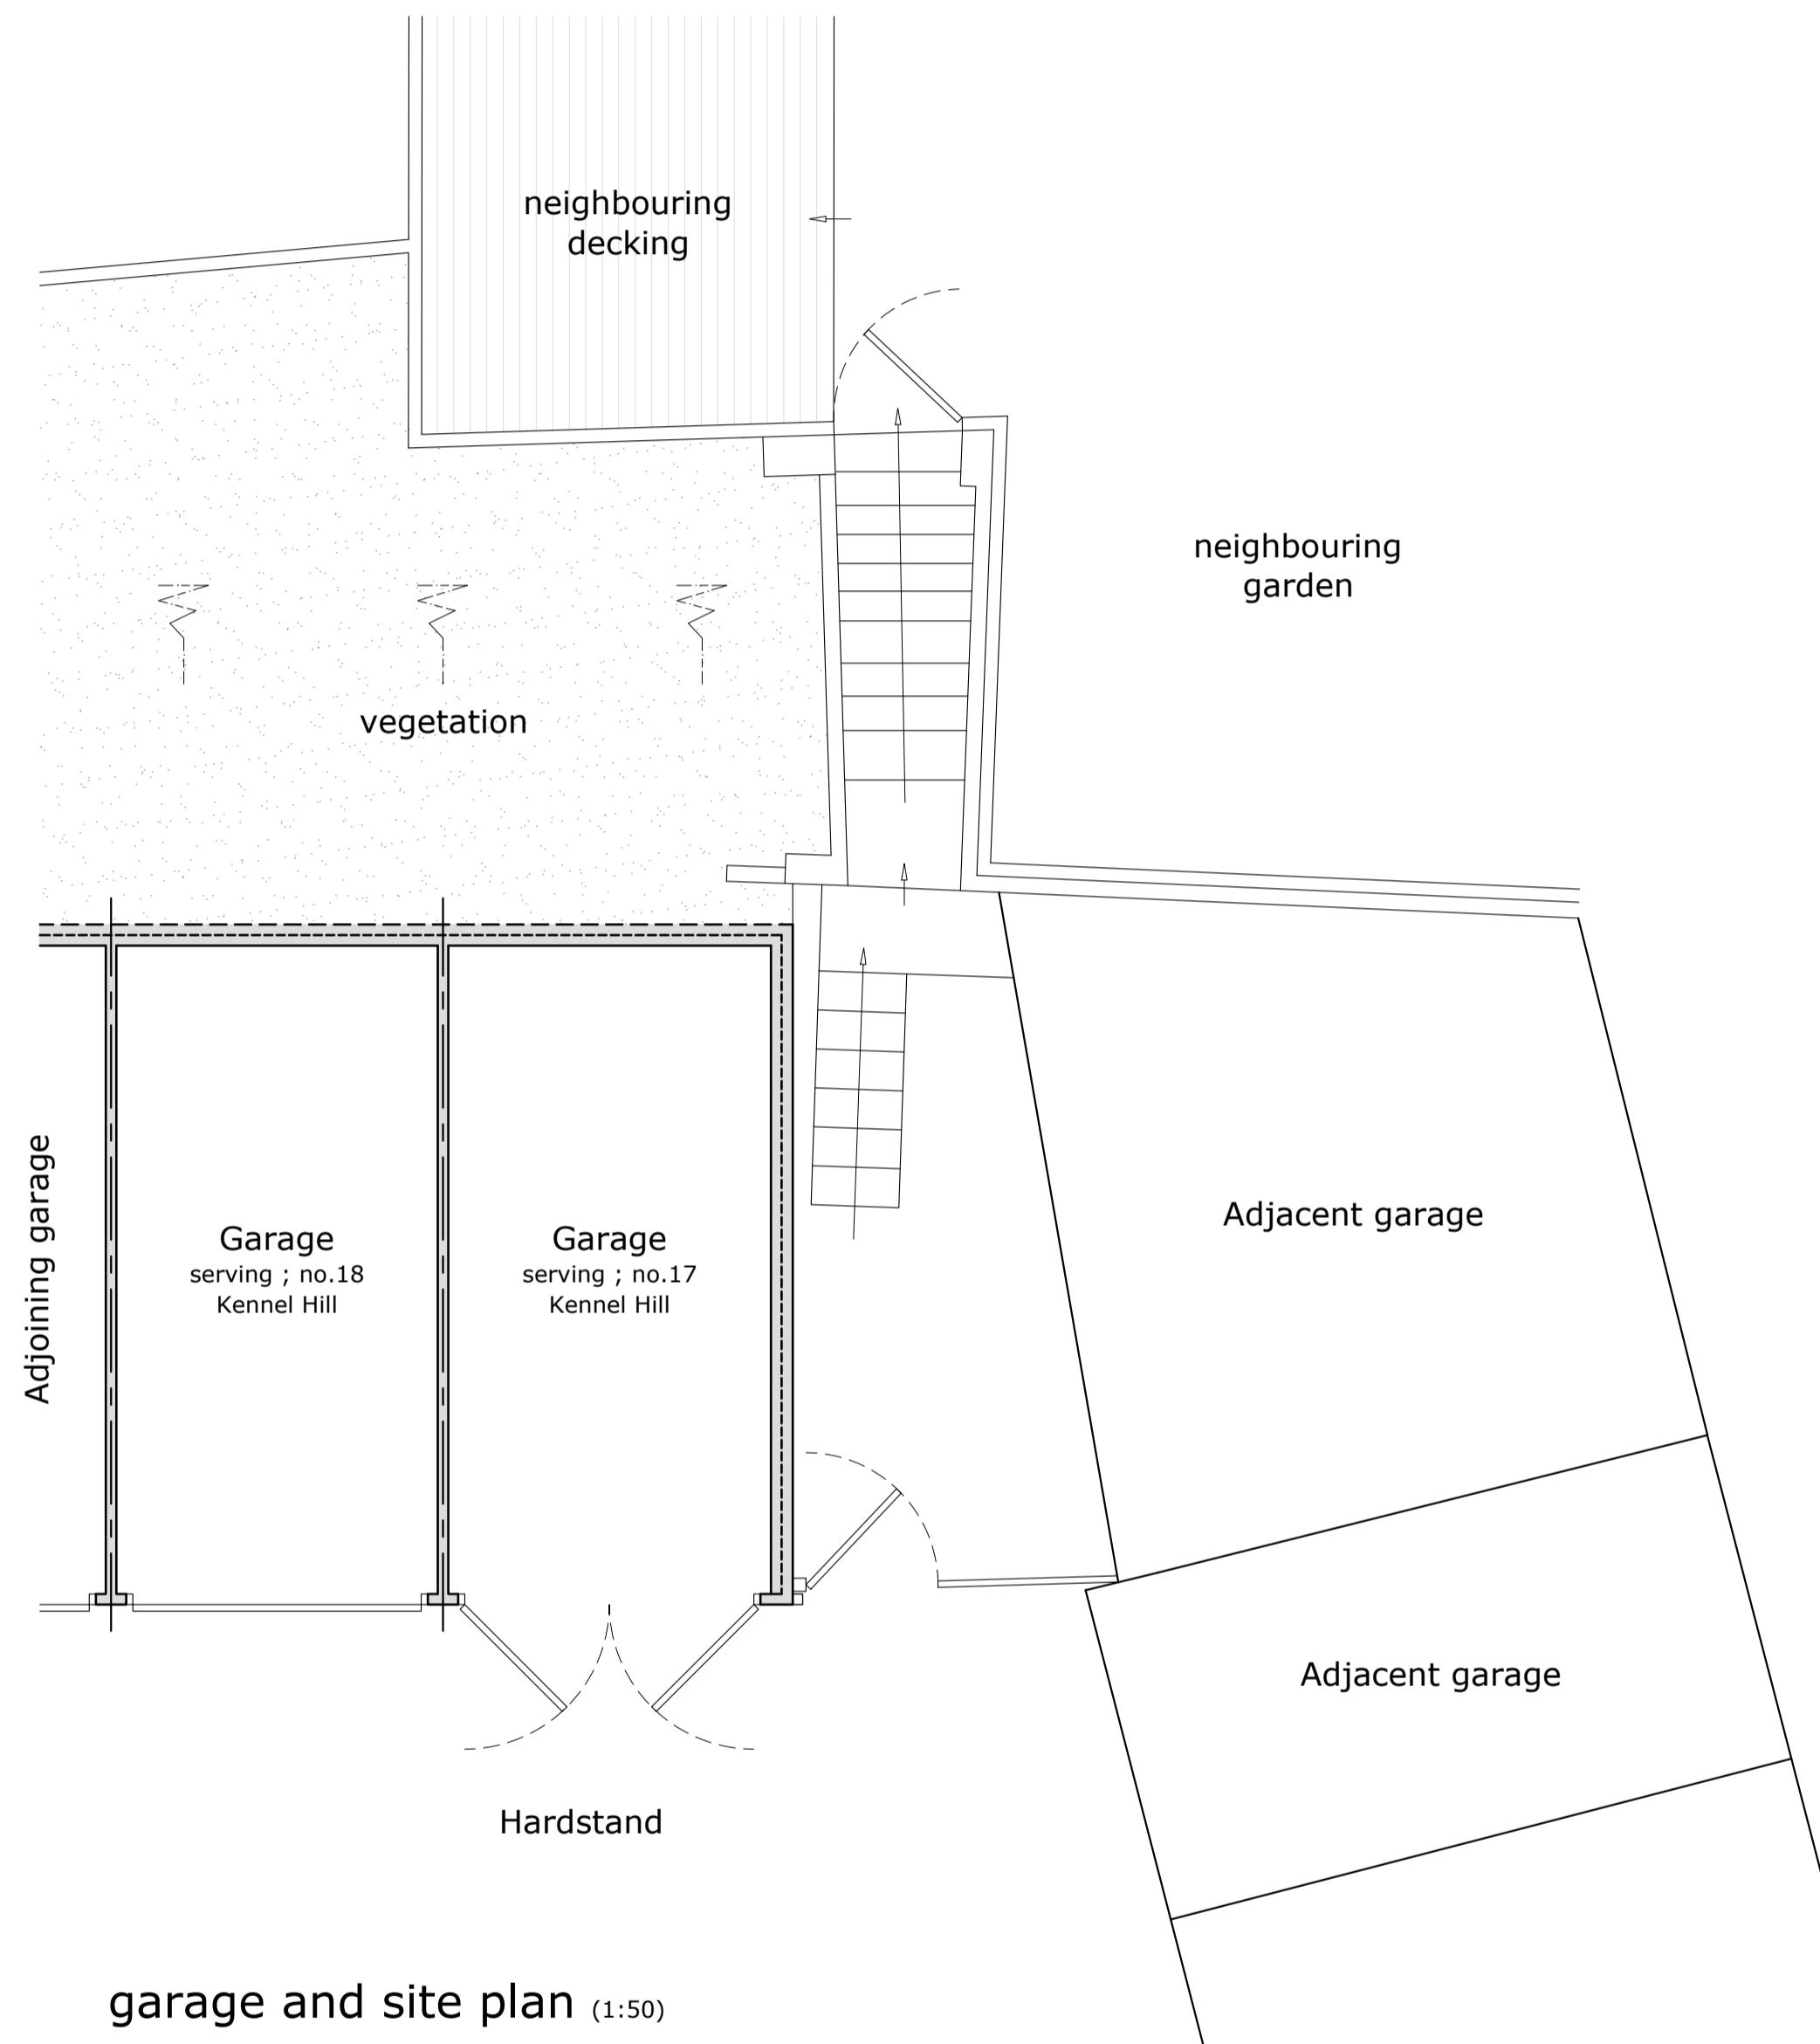 neighbouring
decking
neighbouring
garden
vegetation
Adjoining garage
Garage
serving ; no.18
Kennel Hill
Garage
serving ; no.17
Kennel Hill
Adjacent garage
Adjacent garage
Hardstand
garage and site plan (1:50)